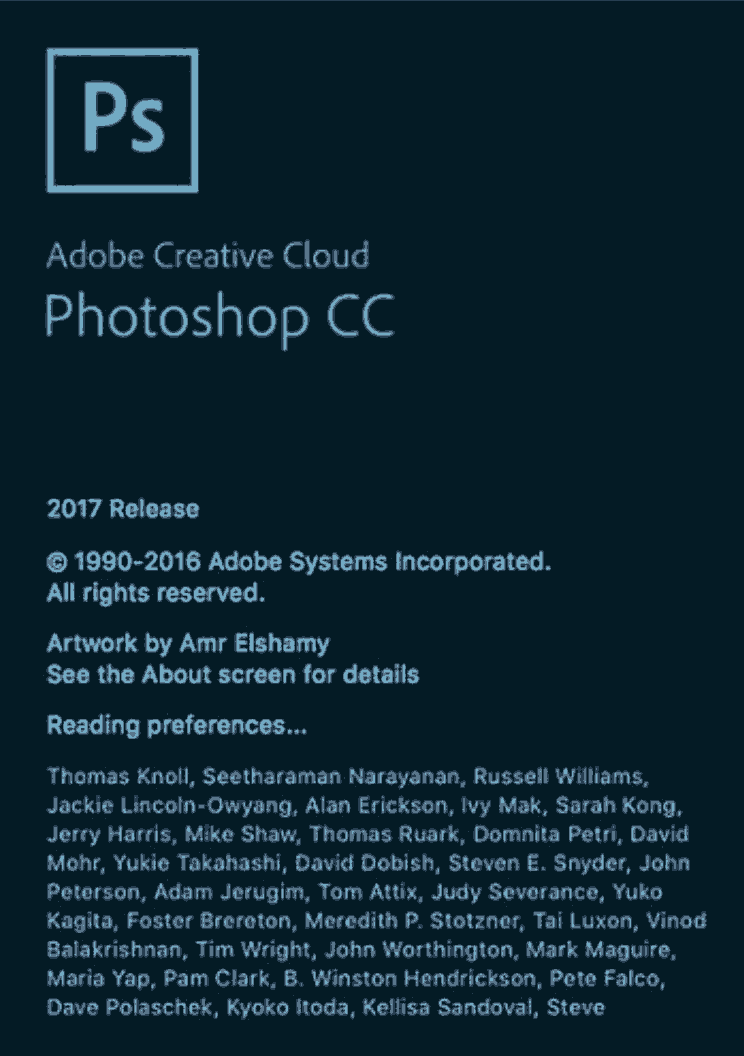 Ps
Adobe Creative Cloud
Photoshop CC
2017 Release
© 1990-2016 Adobe Systems Incorporated.
All rights reserved.
Artwork by Amr Elshamy
See the About screen for details
Reading preferences...
Thomas Knoll, Seetharaman Narayanan, Russell Williams,
Jackie Lincoln-Owyang, Alan Erickson, Ivy Mak, Sarah Kong,
Jerry Harris, Mike Shaw, Thomas Ruark, Domnita Petri, David
Mohr, Yukie Takahashi, David Dobish, Steven E. Snyder, John
Peterson, Adam Jerugim, Tom Attix, Judy Severance, Yuko
Kagita, Foster Brereton, Meredith P. Stotzner, Tai Luxon, Vinod
Balakrishnan, Tim Wright, John Worthington, Mark Maguire,
Maria Yap, Pam Clark, B. Winston Hendrickson, Pete Falco,
Dave Polaschek, Kyoko Itoda, Kellisa Sandoval, Steve